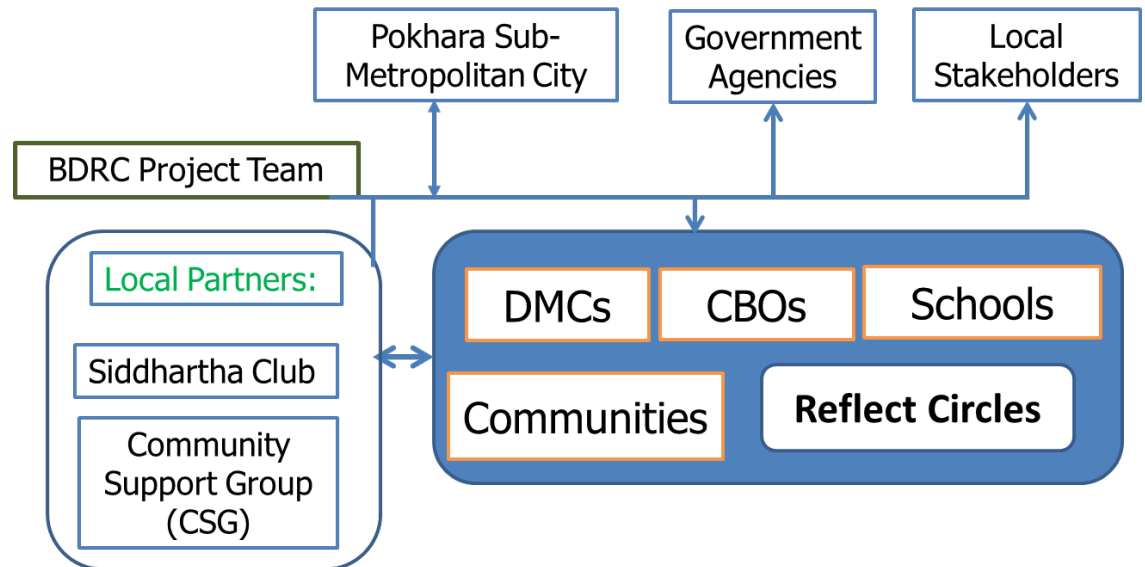 Pokhara Sub-
Metropolitan City
Government
Agencies
Local
Stakeholders
BDRC Project Team
Local Partners:
Siddhartha Club
Community
Support Group
(CSG)
DMCs
CBOs
Schools
Communities
Reflect Circles